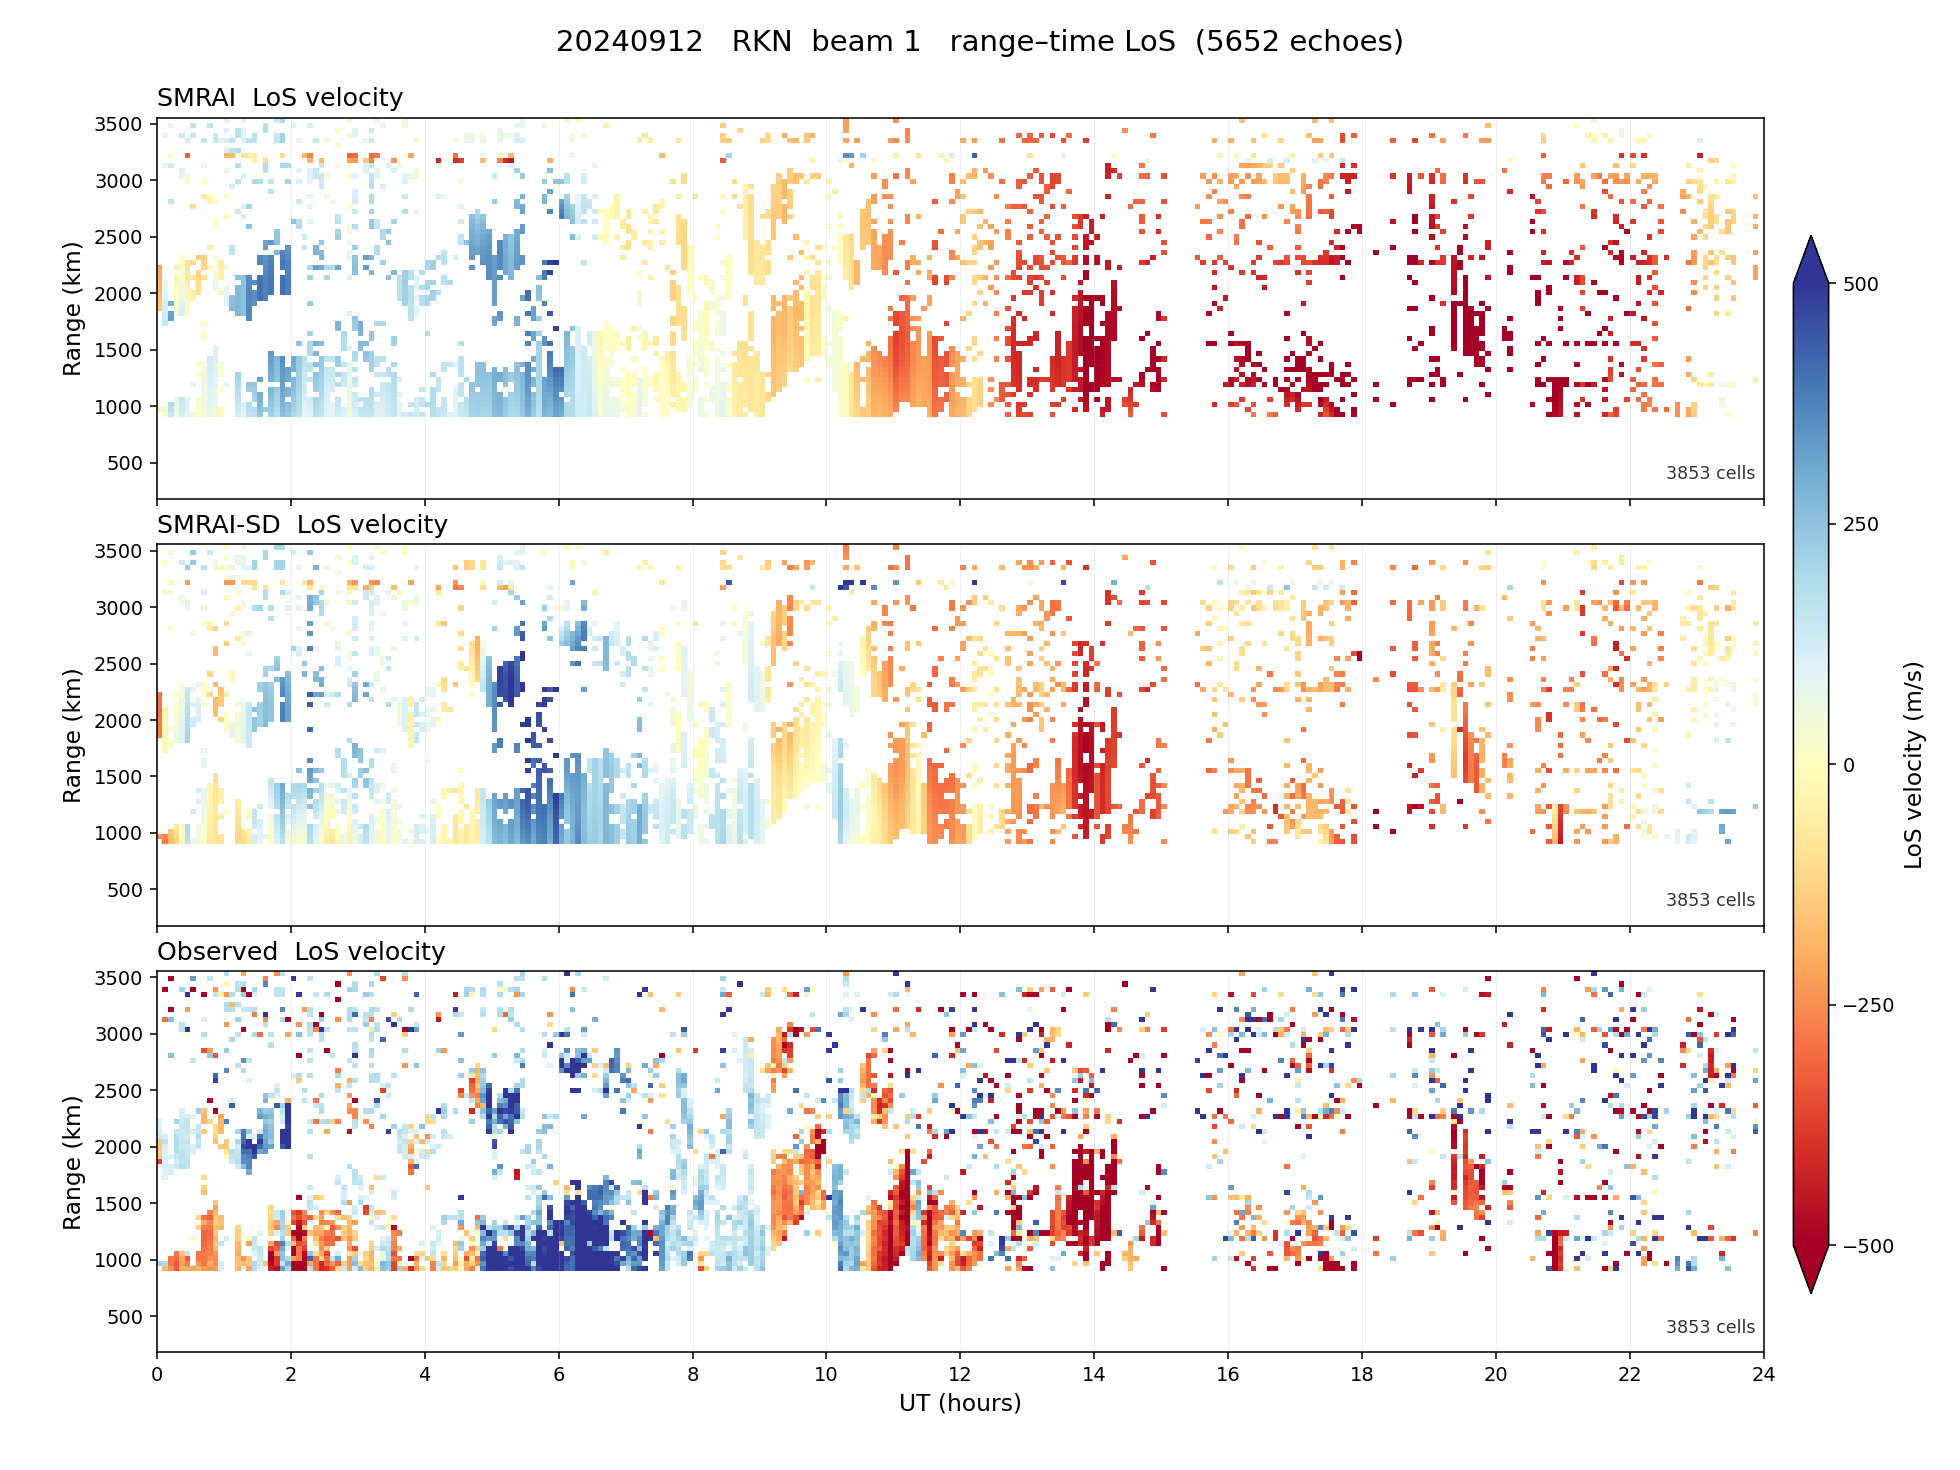 20240912 RKN beam 1 range–time LoS (5652 echoes)
SMRAI LoS velocity
3500
3000
2500
2000
1500
1000
500
Range (km)
3853 cells
SMRAI-SD LoS velocity
3500
3000
2500
2000
1500
1000
500
Range (km)
3853 cells
Observed LoS velocity
3500
3000
2500
2000
1500
1000
500
Range (km)
3853 cells
0 2 4 6 8 10 12 14 16 18 20 22 24
UT (hours)
500
250
0
−250
−500
LoS velocity (m/s)